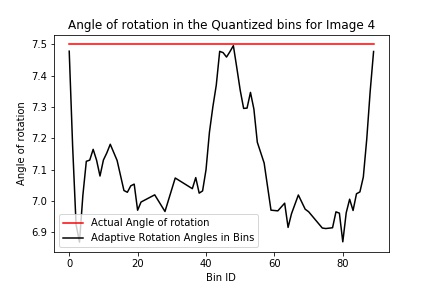 Angle of rotation in the Quantized bins for Image 4
Angle of rotation
7.5
7.4
7.3
7.2
7.1
7.0
6.9
Actual Angle of rotation
Adaptive Rotation Angles in Bins
0
20
40
60
80
Bin ID